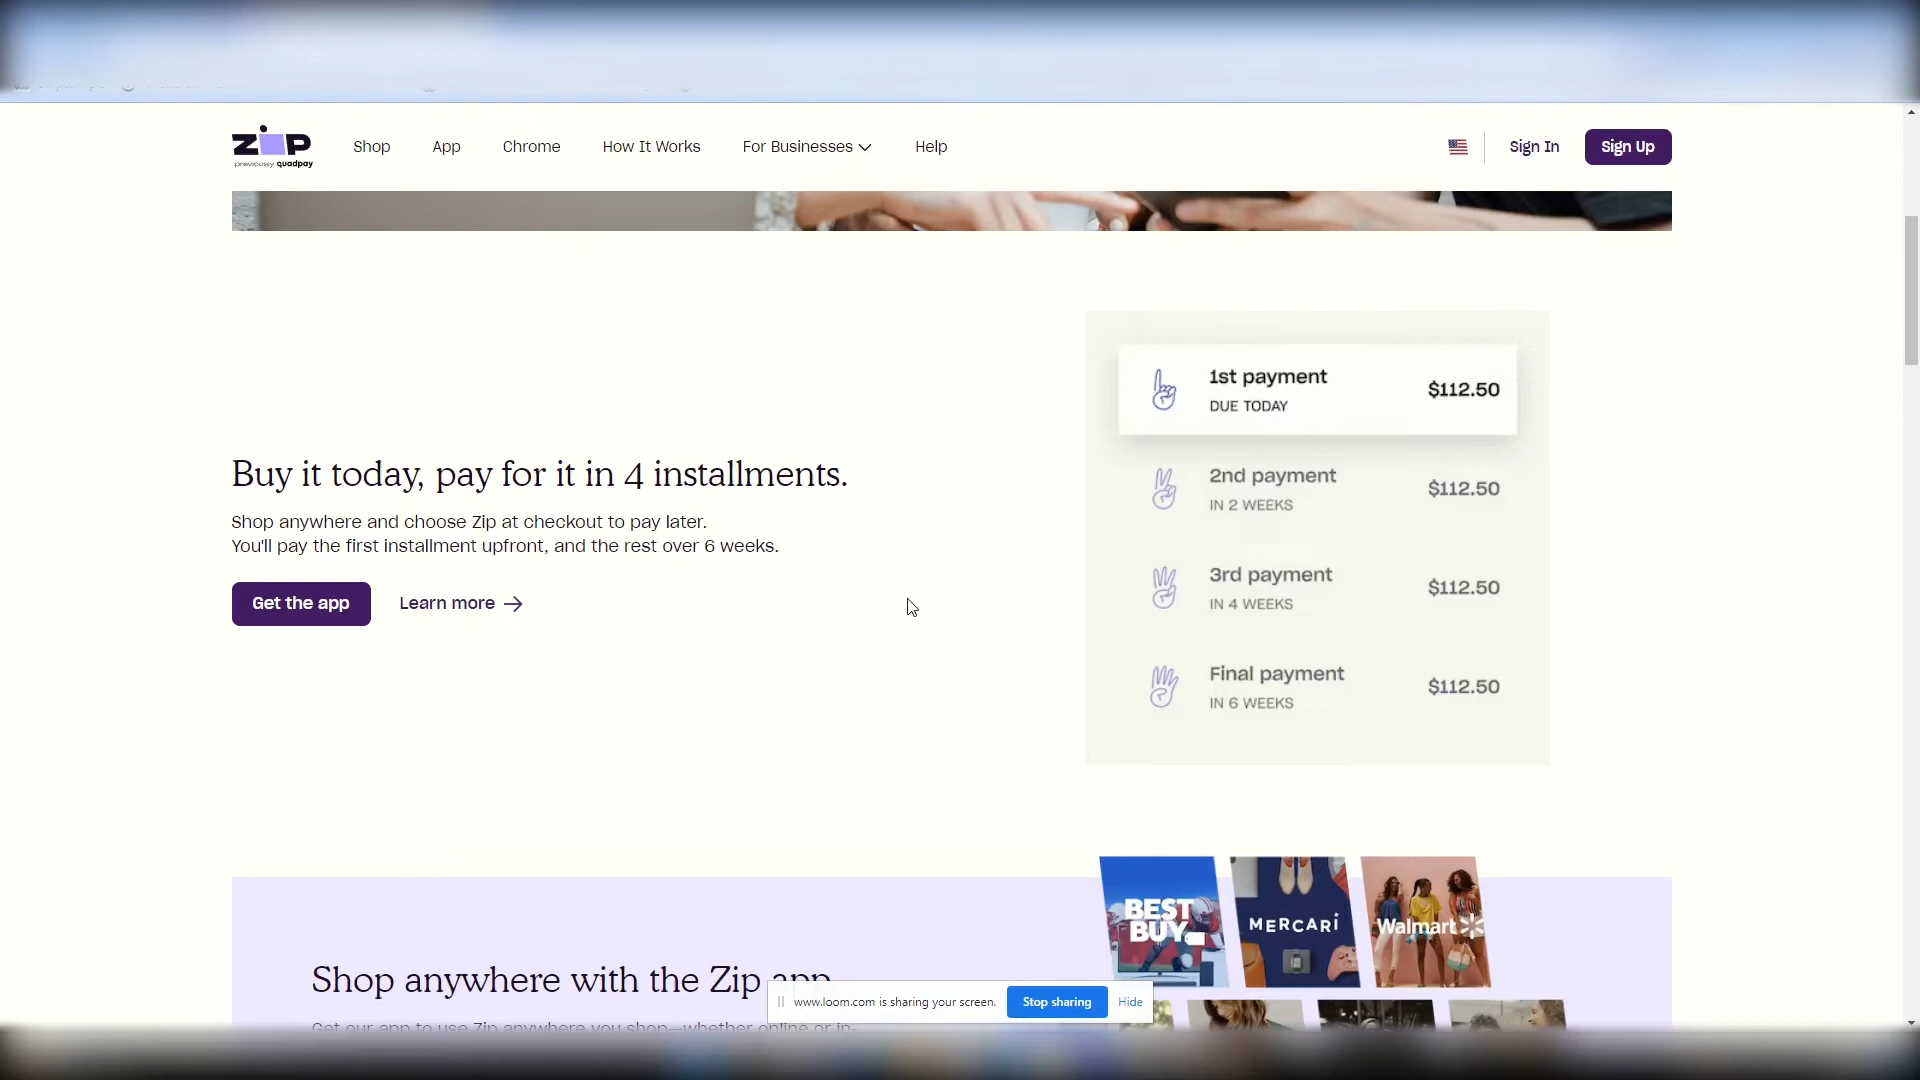 ZIP
previously quadpay
Shop
App
Chrome
How It Works
For Businesses
Help
Sign In
Sign Up
Buy it today, pay for it in 4 installments.
Shop anywhere and choose Zip at checkout to pay later.
You'll pay the first installment upfront, and the rest over 6 weeks.
Get the app
Learn more
1st payment
DUE TODAY
$112.50
2nd payment
IN 2 WEEKS
$112.50
3rd payment
IN 4 WEEKS
$112.50
Final payment
IN 6 WEEKS
$112.50
BEST
BUY
MERCARI
Walmart
Shop anywhere with the Zip app
Get our app to use Zip anywhere you shop—whether online or in-
www.loom.com is sharing your screen.
Stop sharing
Hide